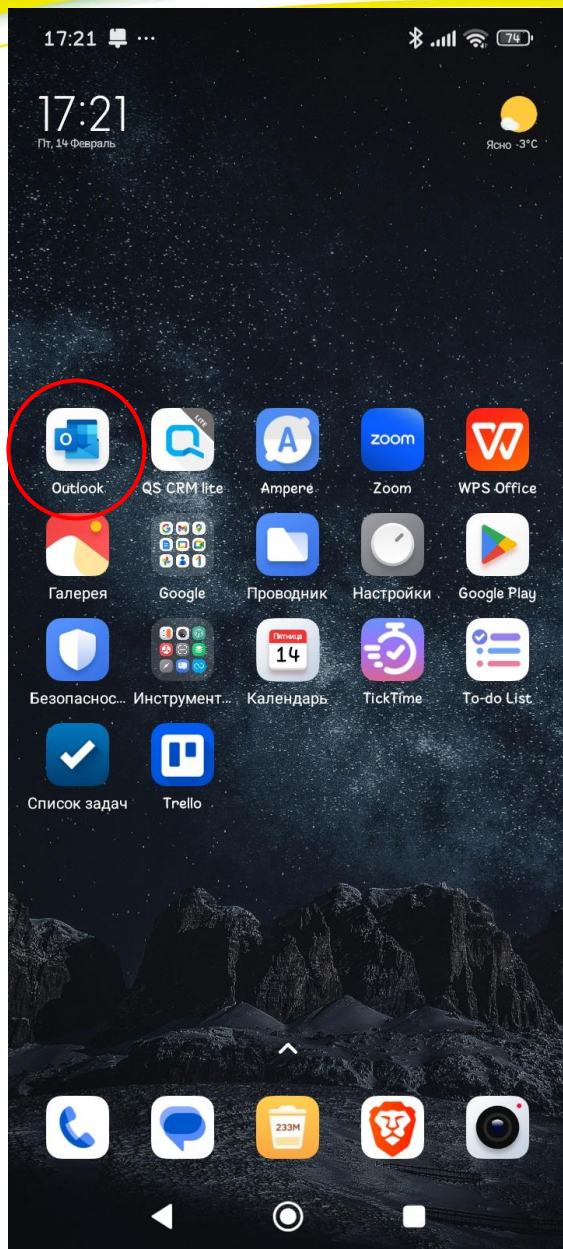 17:21 ...
74
17:21
Пт, 14 Февраль
Ясно -3°C
Outlook QS CRM lite Ampere Zoom WPS Office
Галерея Google Проводник Настройки Google Play
Пятница
14
Безопаснос... Инструмент... Календарь TickTime To-do List
Список задач Trello
O
LITE
A
zoom
W
233M